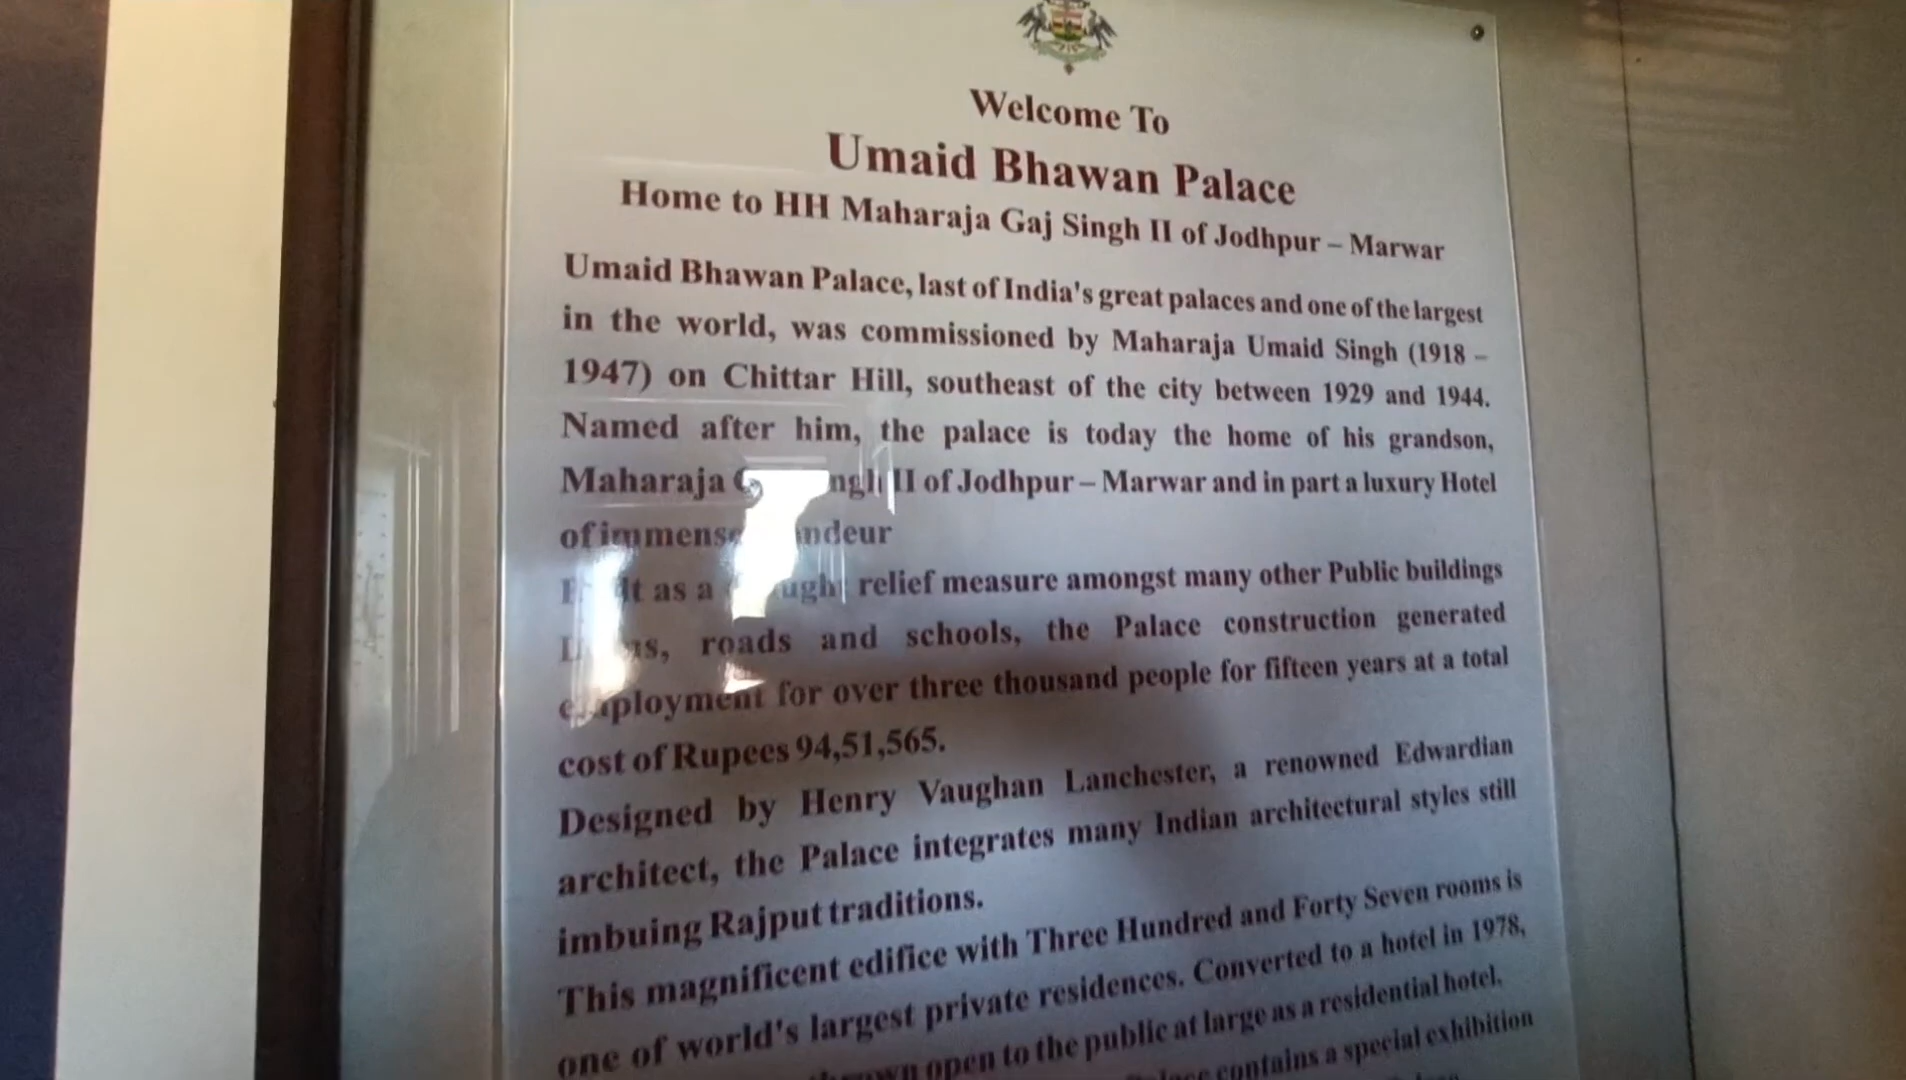 Welcome To
Umaid Bhawan Palace
Home to HH Maharaja Gaj Singh II of Jodhpur – Marwar
Umaid Bhawan Palace, last of India's great palaces and one of the largest
in the world, was commissioned by Maharaja Umaid Singh (1918 –
1947) on Chittar Hill, southeast of the city between 1929 and 1944.
Named after him, the palace is today the home of his grandson,
Maharaja II of Jodhpur – Marwar and in part a luxury Hotel
of immense
as a relief measure amongst many other Public buildings
roads and schools, the Palace construction generated
employment for over three thousand people for fifteen years at a total
cost of Rupees 94,51,565.
Designed by Henry Vaughan Lanchester, a renowned Edwardian
architect, the Palace integrates many Indian architectural styles still
imbuing Rajput traditions.
This magnificent edifice with Three Hundred and Forty Seven rooms is
one of world's largest private residences. Converted to a hotel in 1978,
open to the public at large as a residential hotel.
contains a special exhibition